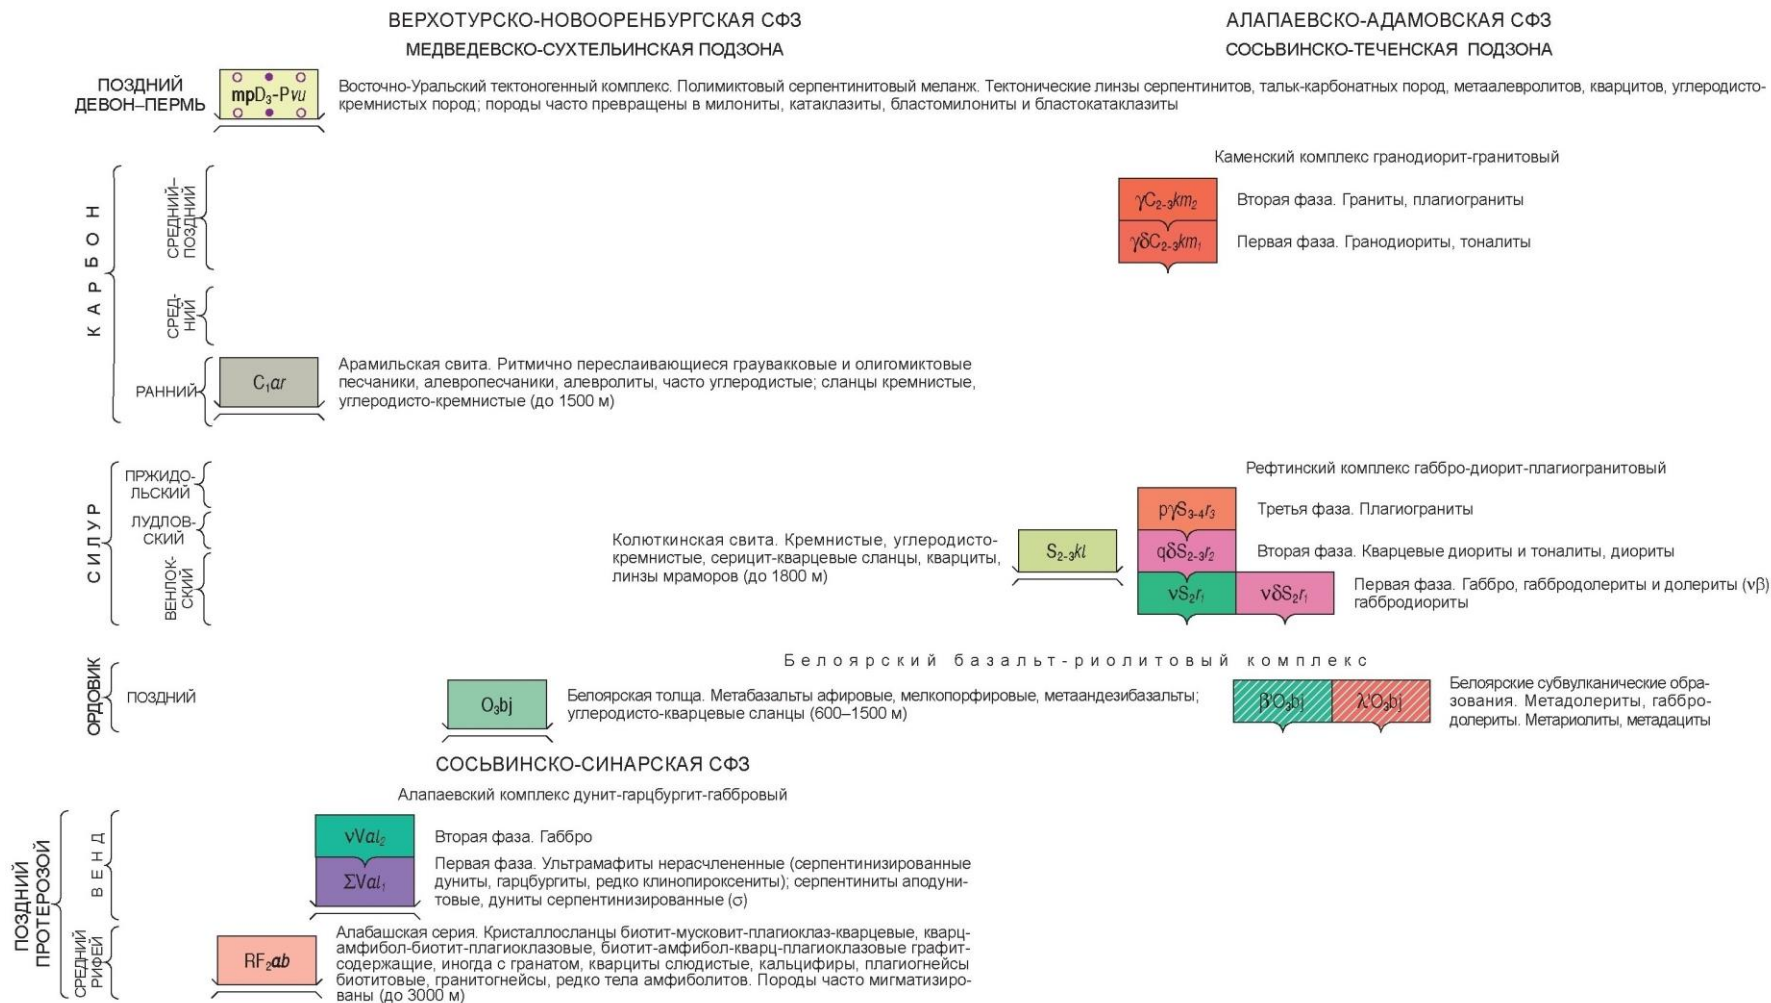 ВЕРХОТУРСКО-НОВООРЕНБУРГСКАЯ СФЗ
МЕДВЕДЕВСКО-СУХТЕЛЬИНСКАЯ ПОДЗОНА
АЛАПАЕВСКО-АДАМОВСКАЯ СФЗ
СОСЬВИНСКО-ТЕЧЕНСКАЯ ПОДЗОНА
ПОЗДНИЙ
ДЕВОН–ПЕРМЬ
mpD₃-Pvu
Восточно-Уральский тектоногенный комплекс. Полимиктовый серпентинитовый меланж. Тектонические линзы серпентинитов, тальк-карбонатных пород, метаалевролитов, кварцитов, углеродисто-
кремнистых пород; породы часто превращены в милониты, катаклазиты, бластомилониты и бластокатаклазиты
КАРБОН
СРЕДНИЙ–
ПОЗДНИЙ
Каменский комплекс гранодиорит-гранитовый
γC₂₋₃km₂
Вторая фаза. Граниты, плагиограниты
γδC₂₋₃km₁
Первая фаза. Гранодиориты, тоналиты
СРЕД-
НИЙ
РАННИЙ
C₁ar
Арамильская свита. Ритмично переслаивающиеся граувакковые и олигомиктовые
песчаники, алевропесчаники, алевролиты, часто углеродистые; сланцы кремнистые,
углеродисто-кремнистые (до 1500 м)
СИЛУР
ПРЖИДО-
ЛЬСКИЙ
ЛУДЛОВ-
СКИЙ
ВЕНЛОК-
СКИЙ
Колюткинская свита. Кремнистые, углеродисто-
кремнистые, серицит-кварцевые сланцы, кварциты,
линзы мраморов (до 1800 м)
S₂₋₃kl
Рефтинский комплекс габбро-диорит-плагиогранитовый
pγS₃₋₄r₃
Третья фаза. Плагиограниты
qδS₂₋₃r₂
Вторая фаза. Кварцевые диориты и тоналиты, диориты
νS₂r₁
νδS₂r₁
Первая фаза. Габбро, габбродолериты и долериты (νβ)
габбродиориты
ОРДОВИК
ПОЗДНИЙ
Белоярский базальт-риолитовый комплекс
O₃bj
Белоярская толща. Метабазальты афировые, мелкопорфировые, метаандезибазальты;
углеродисто-кварцевые сланцы (600–1500 м)
β'O₃bj
λ'O₃bj
Белоярские субвулканические обра-
зования. Метадолериты, габбро-
долериты. Метариолиты, метадациты
СОСЬВИНСКО-СИНАРСКАЯ СФЗ
Алапаевский комплекс дунит-гарцбургит-габбровый
ПОЗДНИЙ
ПРОТЕРОЗОЙ
ВЕНД
νVal₂
Вторая фаза. Габбро
ΣVal₁
Первая фаза. Ультрамафиты нерасчлененные (серпентинизированные
дуниты, гарцбургиты, редко клинопироксениты); серпентиниты аподуни-
товые, дуниты серпентинизированные (σ)
СРЕДНИЙ
РИФЕЙ
RF₂ab
Алабашская серия. Кристаллосланцы биотит-мусковит-плагиоклаз-кварцевые, кварц-
амфибол-биотит-плагиоклазовые, биотит-амфибол-кварц-плагиоклазовые графит-
содержащие, иногда с гранатом, кварциты слюдистые, кальцифиры, плагиогнейсы
биотитовые, гранитогнейсы, редко тела амфиболитов. Породы часто мигматизиро-
ваны (до 3000 м)